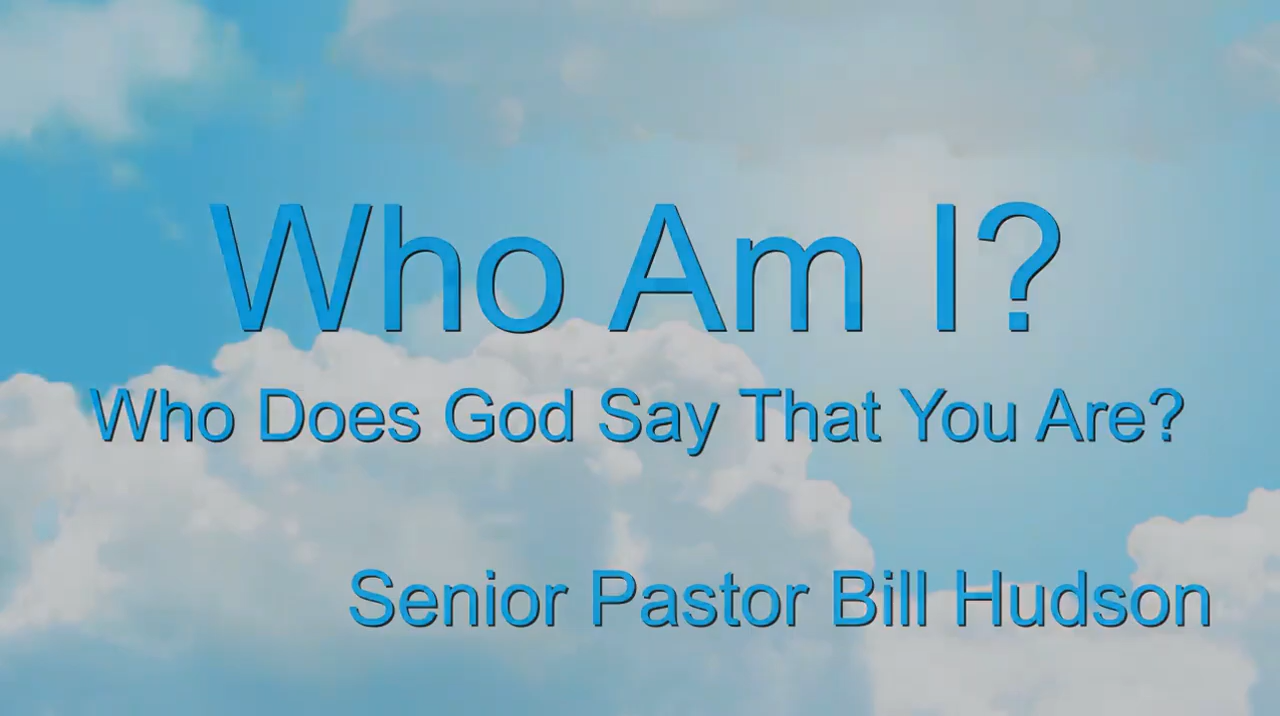 Who Am I?
Who Does God Say That You Are?
Senior Pastor Bill Hudson